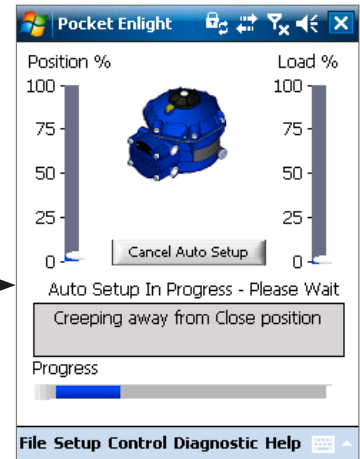 Pocket Enlight
Position % Load %
100 100
75 75
50 50
25 25
0 0
Cancel Auto Setup
Auto Setup In Progress - Please Wait
Creeping away from Close position
Progress
File Setup Control Diagnostic Help